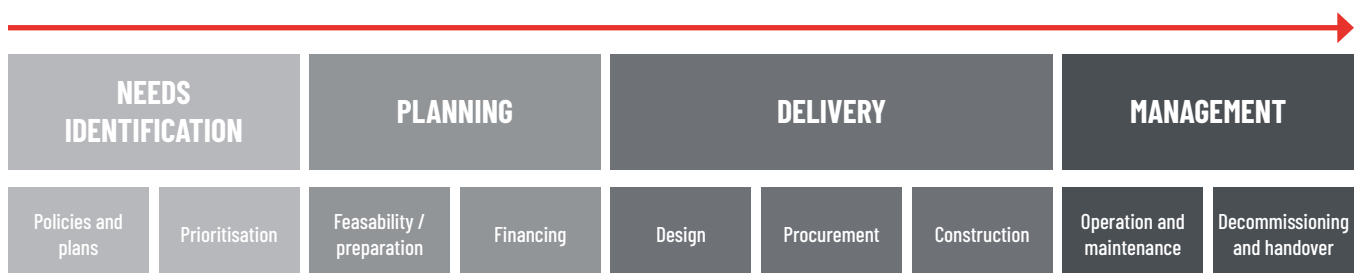 NEEDS
IDENTIFICATION
PLANNING
DELIVERY
MANAGEMENT
Policies and
plans
Prioritisation
Feasability /
preparation
Financing
Design
Procurement
Construction
Operation and
maintenance
Decommissioning
and handover